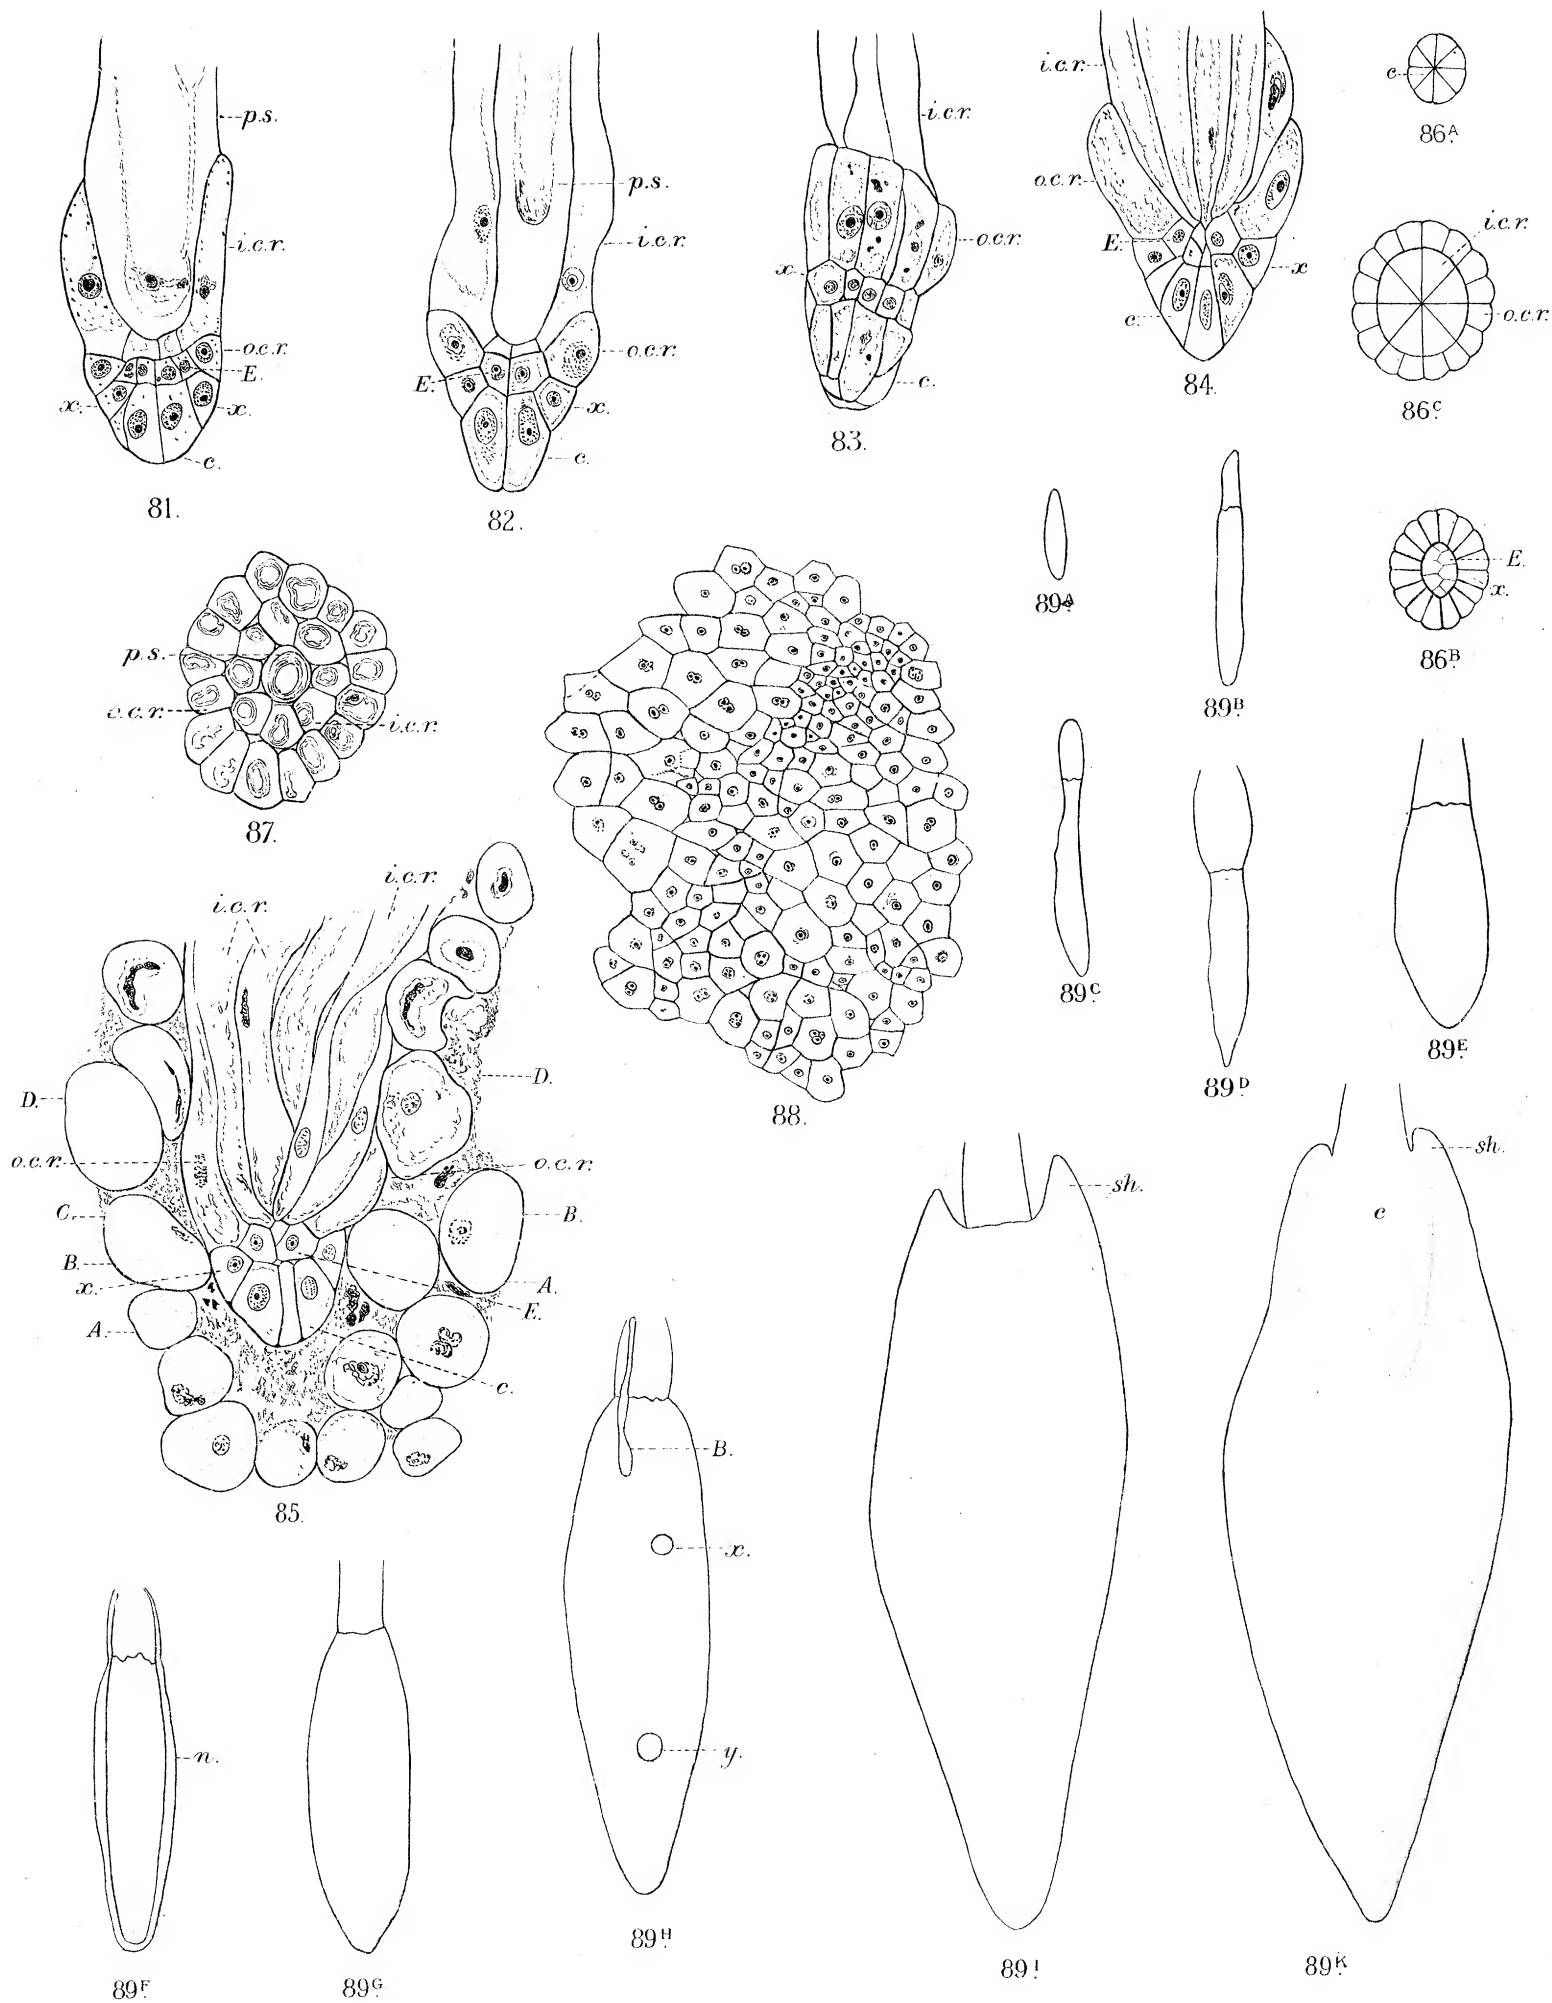 p.s.
i.c.r.
o.c.r.
E.
x.
x.
c.
81.
p.s.
i.c.r.
o.c.r.
E.
x.
c.
82.
i.c.r.
o.c.r.
x
c.
83.
i.c.r.
o.c.r.
E.
x
c.
84.
c.
86A
i.c.r.
o.c.r.
86C.
E.
x.
86B
89A
89B.
p.s.
o.c.r.
i.c.r.
87.
88.
89C.
89D.
89E.
i.c.r.
i.c.r.
D.
D.
o.c.r.
o.c.r.
C.
B.
B.
x.
A.
E.
A.
c.
85.
B.
x.
y.
89H.
sh.
89I.
sh.
c
89K.
n.
89F.
89G.